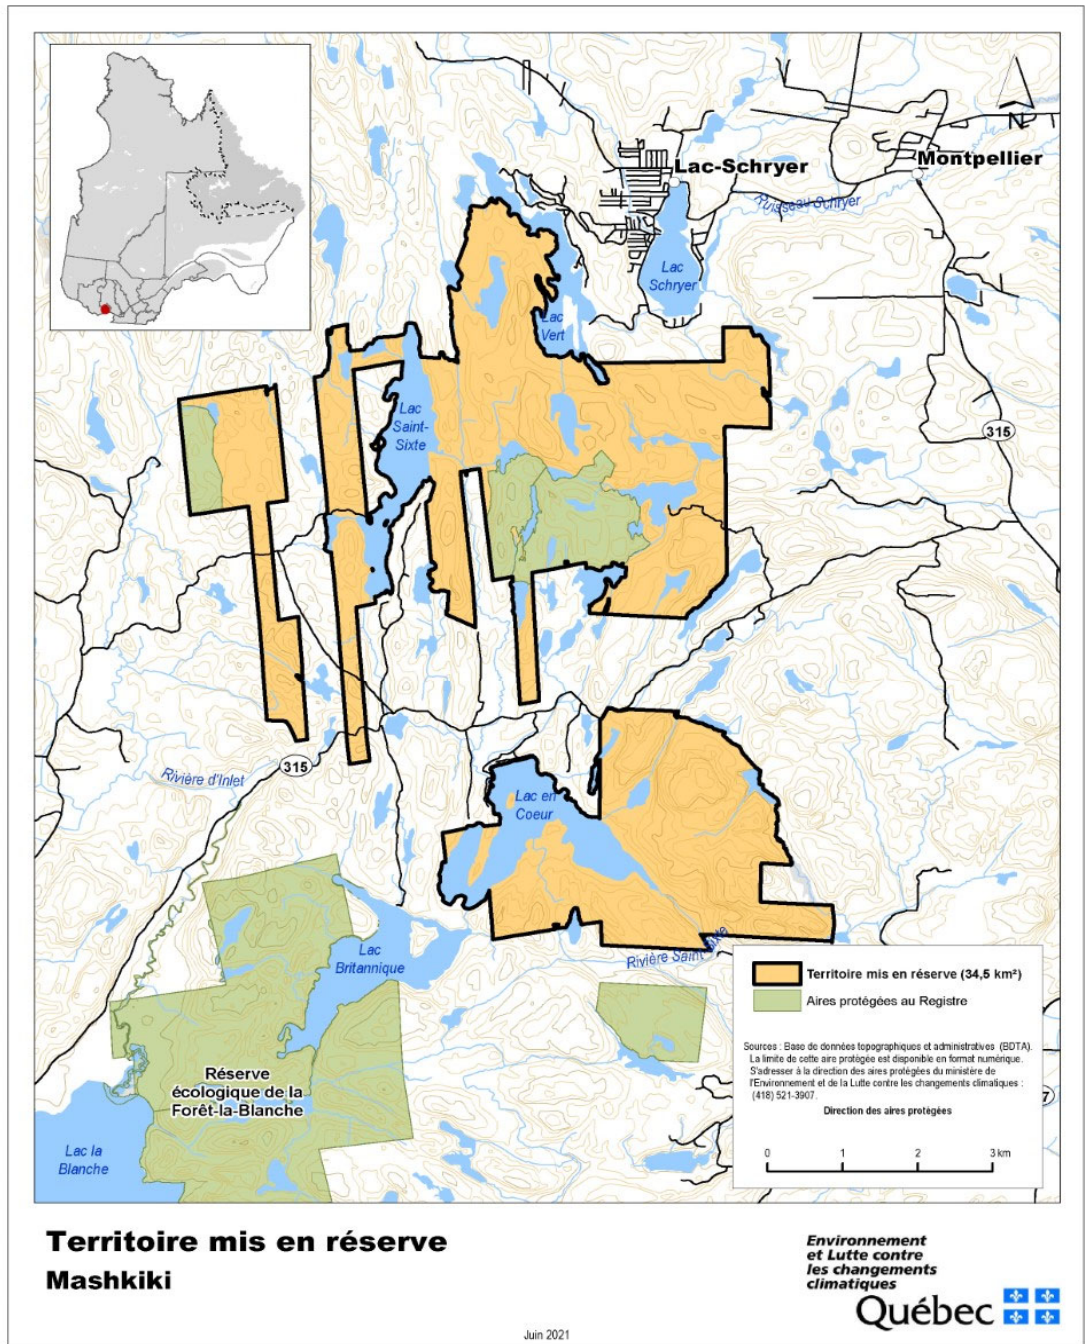 N
Lac-Schryer
Montpellier
Ruisseau Schryer
Lac
Schryer
Lac
Vert
Lac
Saint-
Sixte
315
315
Rivière d'Inlet
Lac en
Coeur
Rivière Saint-Sixte
Lac
Britannique
Réserve
écologique de la
Forêt-la-Blanche
Lac la
Blanche
Territoire mis en réserve (34,5 km²)
Aires protégées au Registre
Sources : Base de données topographiques et administratives (BDTA).
La limite de cette aire protégée est disponible en format numérique.
S'adresser à la direction des aires protégées du ministère de
l'Environnement et de la Lutte contre les changements climatiques :
(418) 521-3907.
Direction des aires protégées
0 1 2 3 km
Territoire mis en réserve
Mashkiki
Environnement
et Lutte contre
les changements
climatiques
Québec
Juin 2021